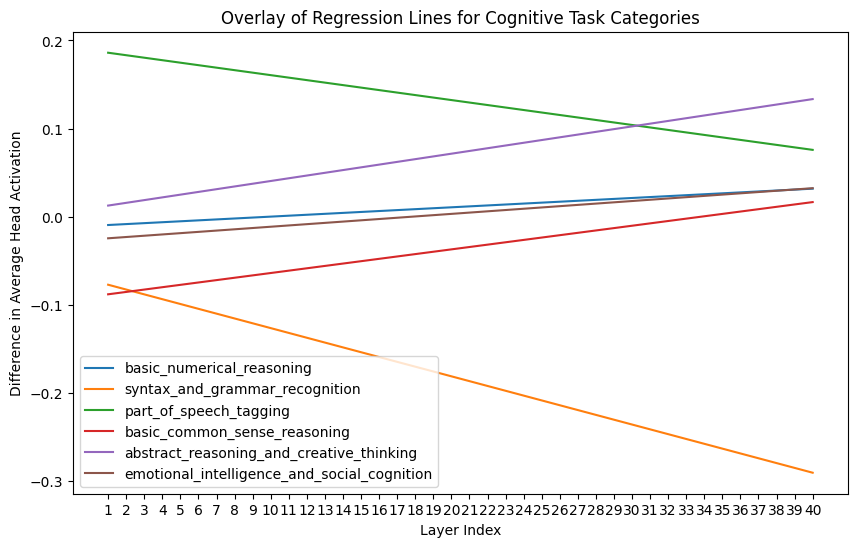 Overlay of Regression Lines for Cognitive Task Categories
Difference in Average Head Activation
0.2
0.1
0.0
−0.1
−0.2
−0.3
basic_numerical_reasoning
syntax_and_grammar_recognition
part_of_speech_tagging
basic_common_sense_reasoning
abstract_reasoning_and_creative_thinking
emotional_intelligence_and_social_cognition
1 2 3 4 5 6 7 8 9 10 11 12 13 14 15 16 17 18 19 20 21 22 23 24 25 26 27 28 29 30 31 32 33 34 35 36 37 38 39 40
Layer Index